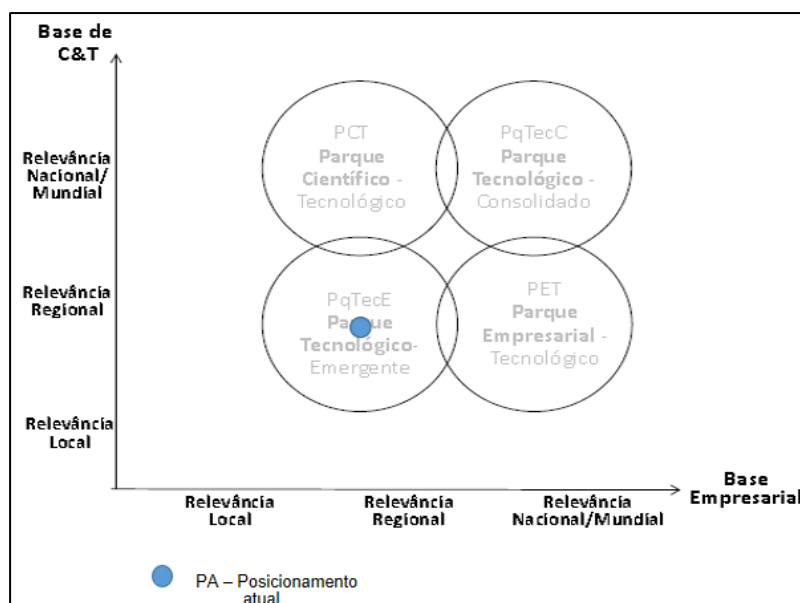 Base de
C&T
Relevância
Nacional/
Mundial
Relevância
Regional
Relevância
Local
PCT
Parque
Científico -
Tecnológico
PqTecC
Parque
Tecnológico -
Consolidado
PqTecE
Parque
Tecnológico-
Emergente
PET
Parque
Empresarial -
Tecnológico
Relevância
Local
Relevância
Regional
Relevância
Nacional/Mundial
Base
Empresarial
PA – Posicionamento
atual